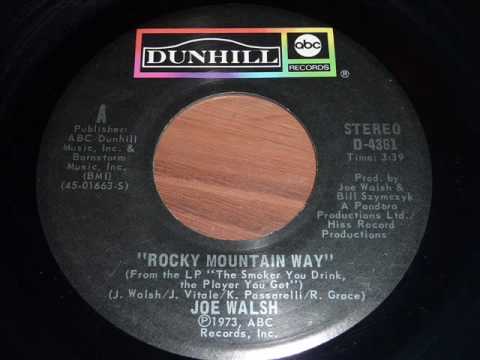 DUNHILL
abc
RECORDS
®
A
Publisher:
ABC-Dunhill
Music, Inc. &
Barnstorm
Music, Inc.
(BMI)
(45-01663-S)
STEREO
D-4361
Time: 3:39
Prod. by
Joe Walsh &
Bill Szymczyk
A Pandora
Productions Ltd./
Hiss Record
Productions
"ROCKY MOUNTAIN WAY"
(From the LP "The Smoker You Drink,
the Player You Get")
(J. Walsh/J. Vitale/K. Passarelli/R. Grace)
JOE WALSH
Ⓟ1973, ABC
Records, Inc.